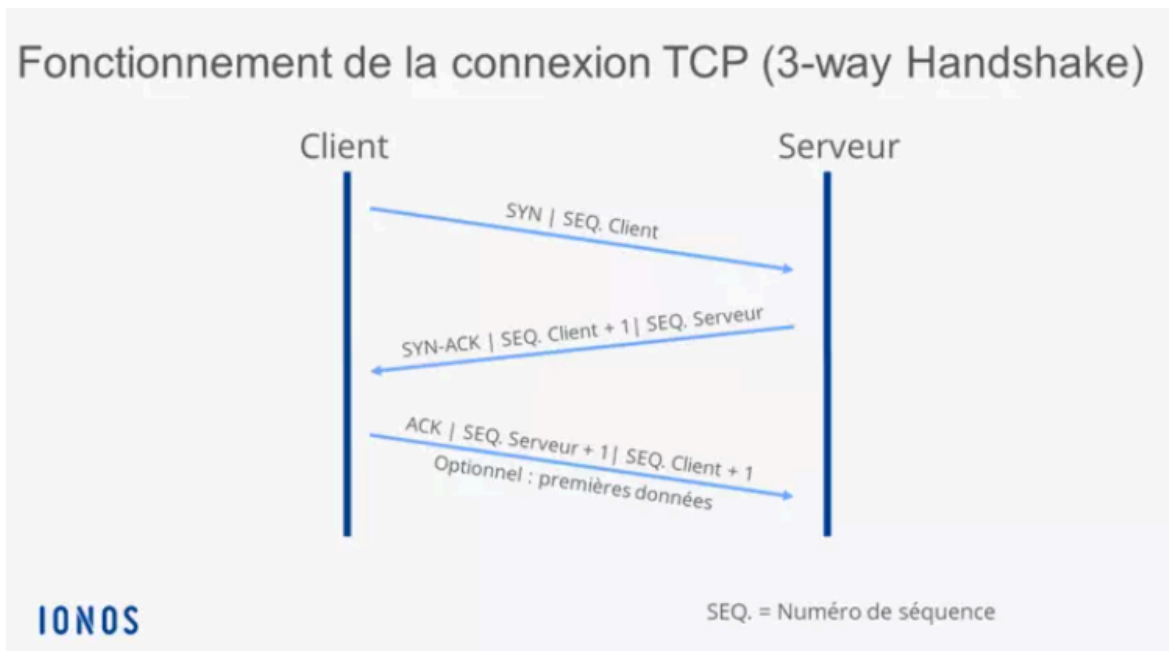 Fonctionnement de la connexion TCP (3-way Handshake)
Client
Serveur
SYN | SEQ. Client
SYN-ACK | SEQ. Client + 1| SEQ. Serveur
ACK | SEQ. Serveur + 1| SEQ. Client + 1
Optionnel : premières données
IONOS
SEQ. = Numéro de séquence